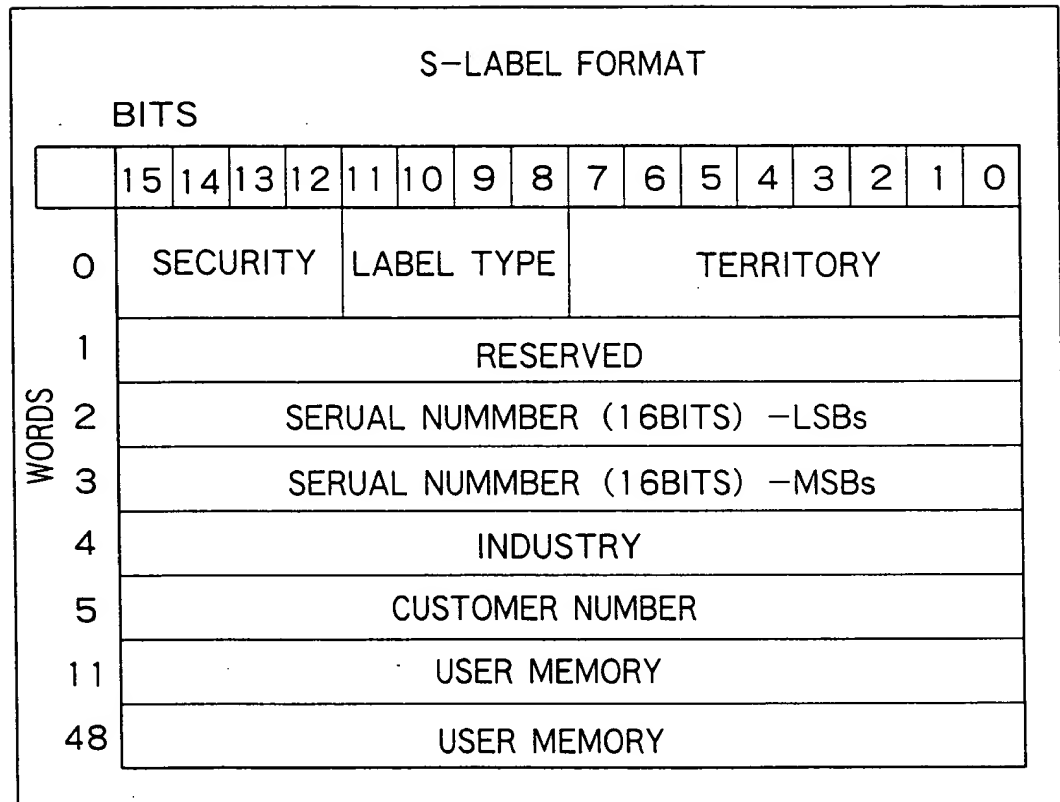 S-LABEL FORMAT
BITS
15 14 13 12 11 10 9 8 7 6 5 4 3 2 1 0
WORDS
0 SECURITY LABEL TYPE TERRITORY
1 RESERVED
2 SERUAL NUMMBER (16BITS) -LSBs
3 SERUAL NUMMBER (16BITS) -MSBs
4 INDUSTRY
5 CUSTOMER NUMBER
11 USER MEMORY
48 USER MEMORY